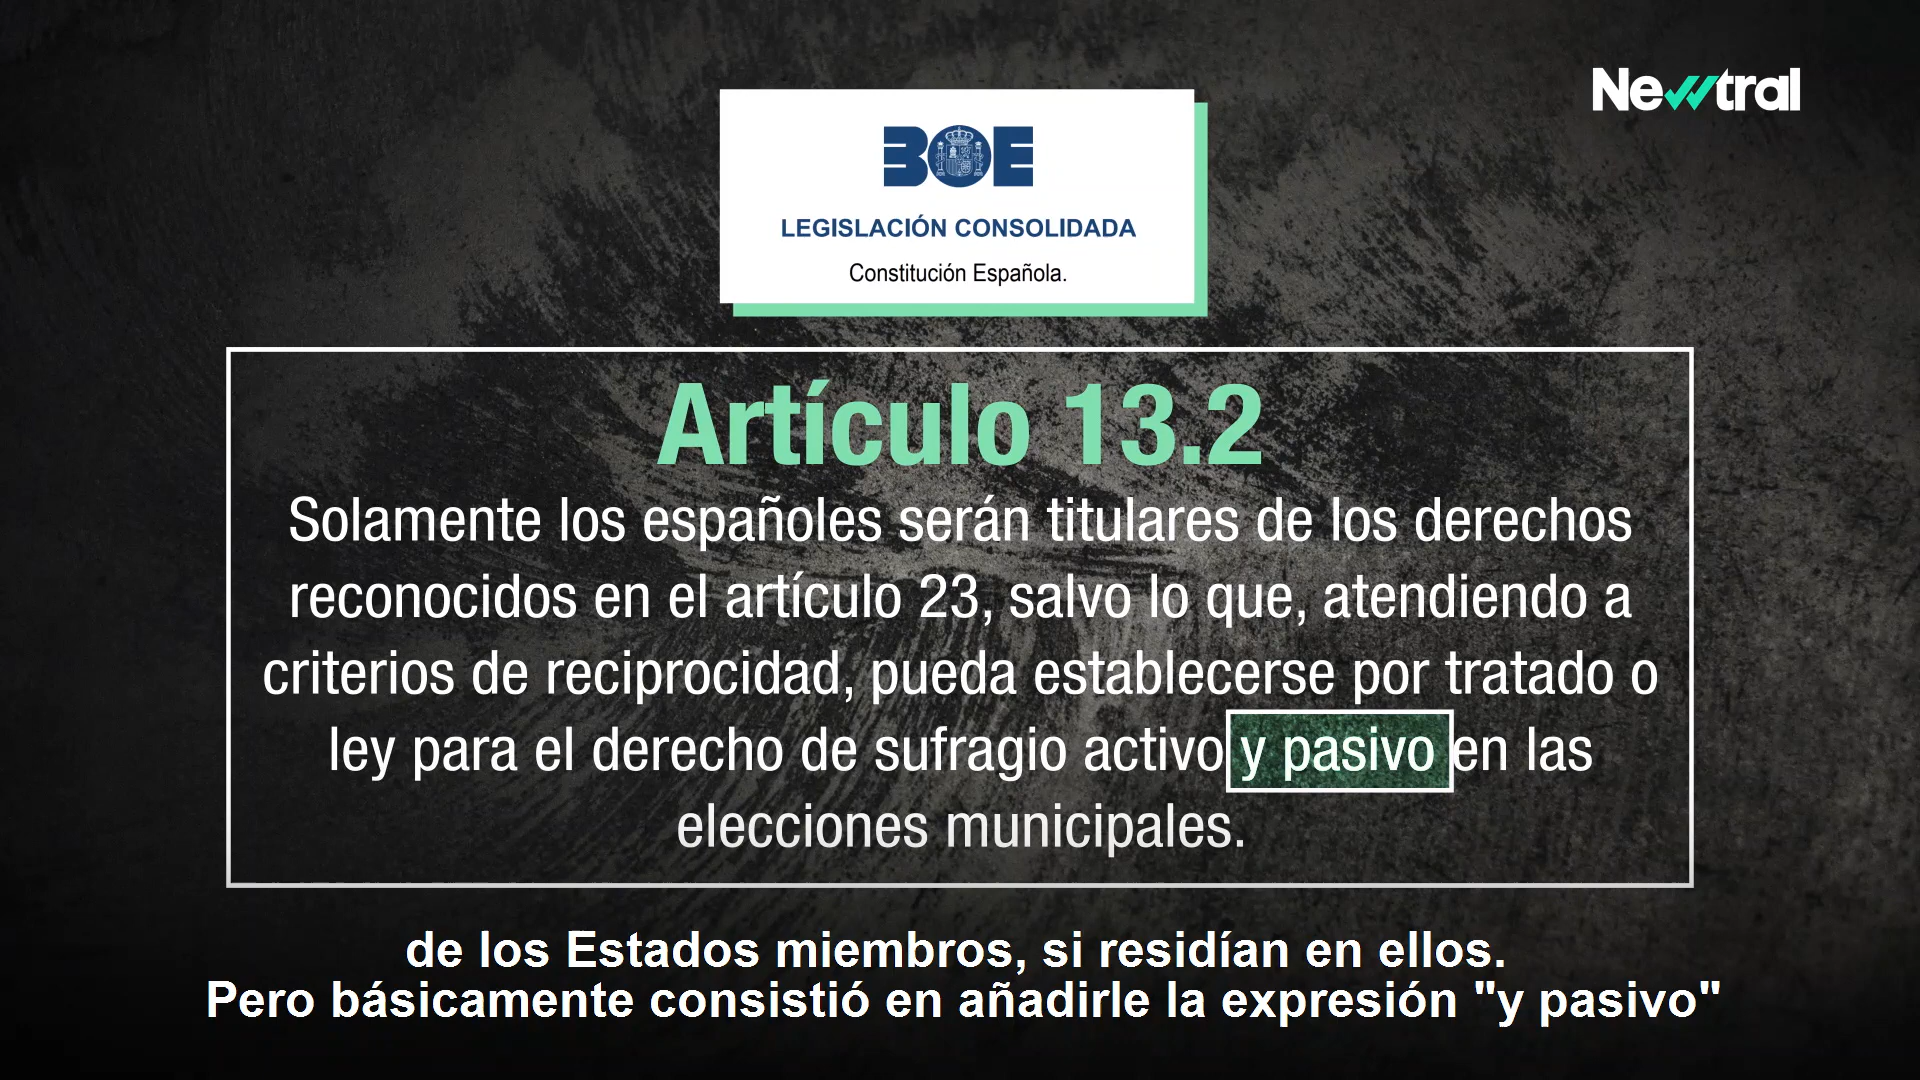 Newtral
BOE
LEGISLACIÓN CONSOLIDADA
Constitución Española.
Artículo 13.2
Solamente los españoles serán titulares de los derechos
reconocidos en el artículo 23, salvo lo que, atendiendo a
criterios de reciprocidad, pueda establecerse por tratado o
ley para el derecho de sufragio activo y pasivo en las
elecciones municipales.
de los Estados miembros, si residían en ellos.
Pero básicamente consistió en añadirle la expresión "y pasivo"